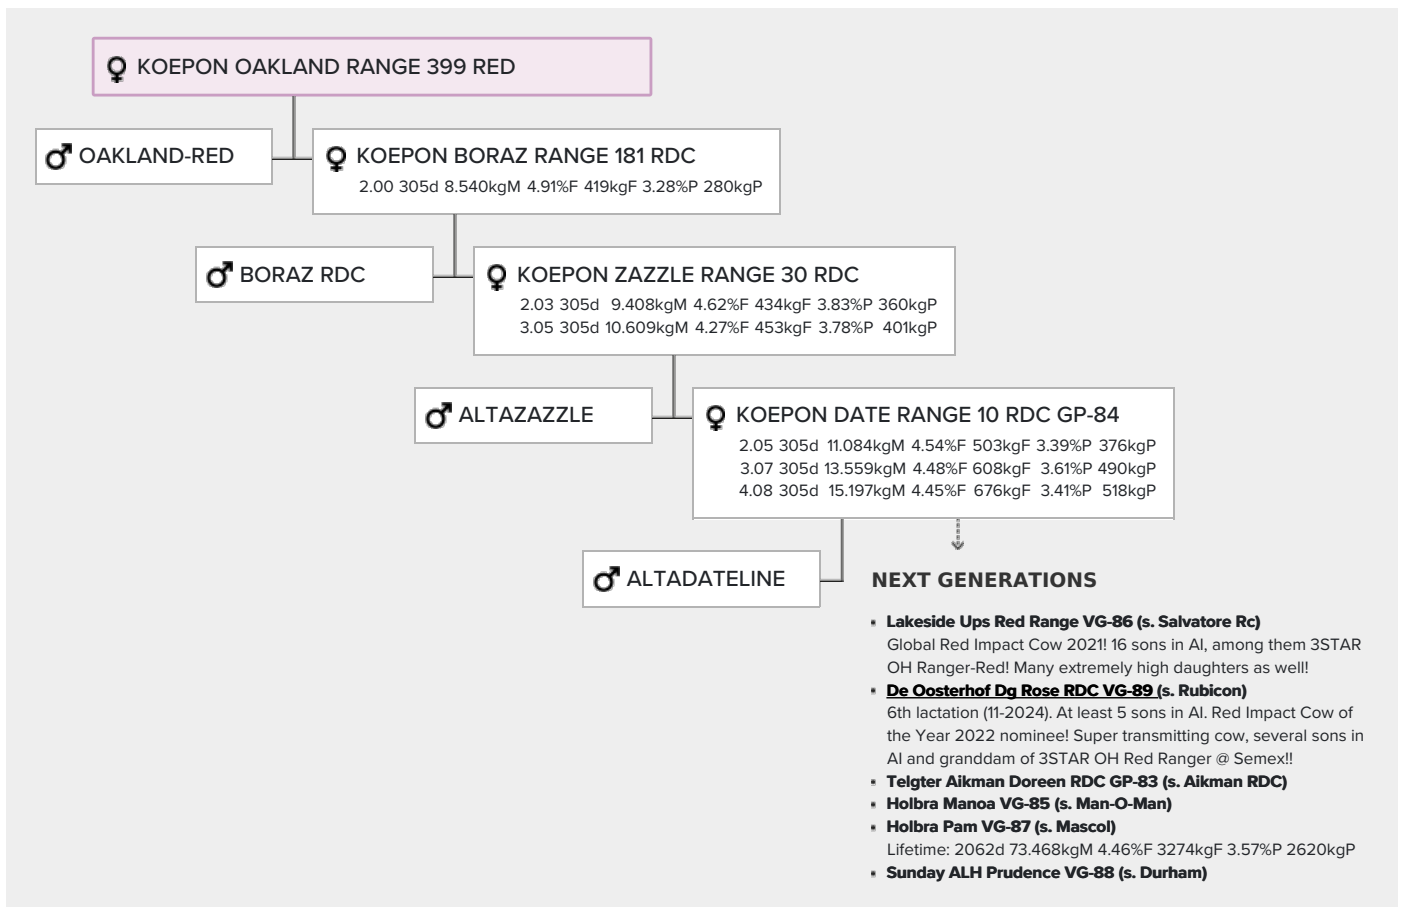 KOEPON OAKLAND RANGE 399 RED
OAKLAND-RED
KOEPON BORAZ RANGE 181 RDC
2.00 305d 8.540kgM 4.91%F 419kgF 3.28%P 280kgP
BORAZ RDC
KOEPON ZAZZLE RANGE 30 RDC
2.03 305d 9.408kgM 4.62%F 434kgF 3.83%P 360kgP
3.05 305d 10.609kgM 4.27%F 453kgF 3.78%P 401kgP
ALTAZAZZLE
KOEPON DATE RANGE 10 RDC GP-84
2.05 305d 11.084kgM 4.54%F 503kgF 3.39%P 376kgP
3.07 305d 13.559kgM 4.48%F 608kgF 3.61%P 490kgP
4.08 305d 15.197kgM 4.45%F 676kgF 3.41%P 518kgP
ALTADATELINE
NEXT GENERATIONS
Lakeside Ups Red Range VG-86 (s. Salvatore Rc)
Global Red Impact Cow 2021! 16 sons in AI, among them 3STAR
OH Ranger-Red! Many extremely high daughters as well!
De Oosterhof Dg Rose RDC VG-89 (s. Rubicon)
6th lactation (11-2024). At least 5 sons in AI. Red Impact Cow of
the Year 2022 nominee! Super transmitting cow, several sons in
AI and granddam of 3STAR OH Red Ranger @ Semex!!
Telgter Aikman Doreen RDC GP-83 (s. Aikman RDC)
Holbra Manoa VG-85 (s. Man-O-Man)
Holbra Pam VG-87 (s. Mascol)
Lifetime: 2062d 73.468kgM 4.46%F 3274kgF 3.57%P 2620kgP
Sunday ALH Prudence VG-88 (s. Durham)